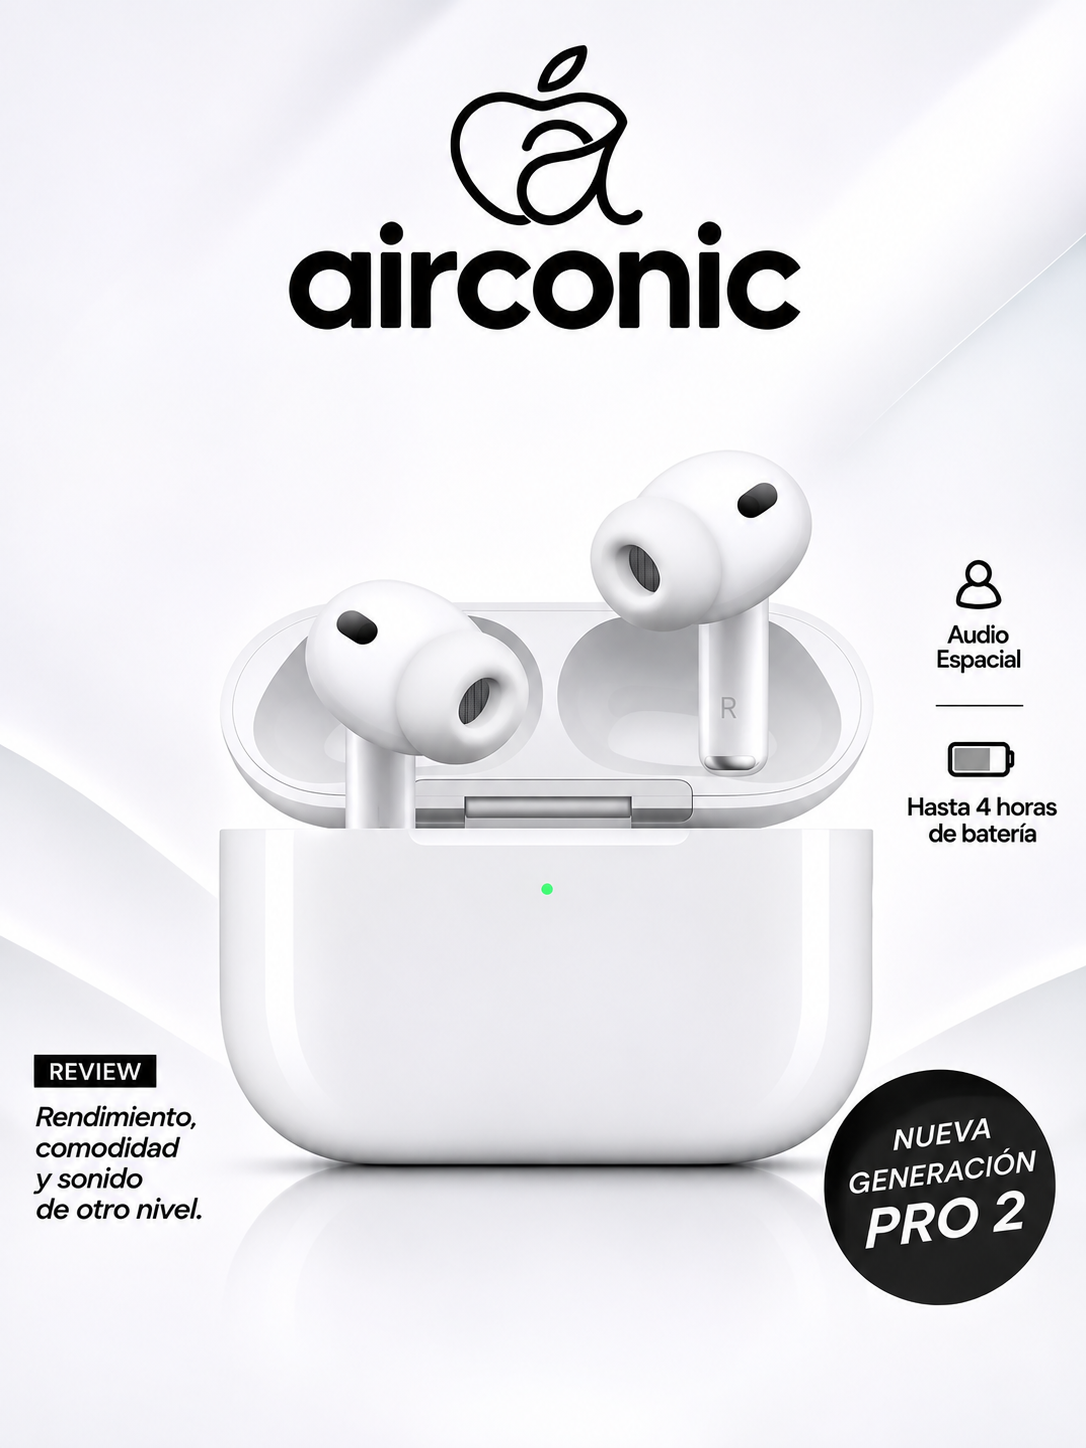 airconic
R
Audio
Espacial
Hasta 4 horas
de batería
REVIEW
Rendimiento,
comodidad
y sonido
de otro nivel.
NUEVA
GENERACIÓN
PRO 2